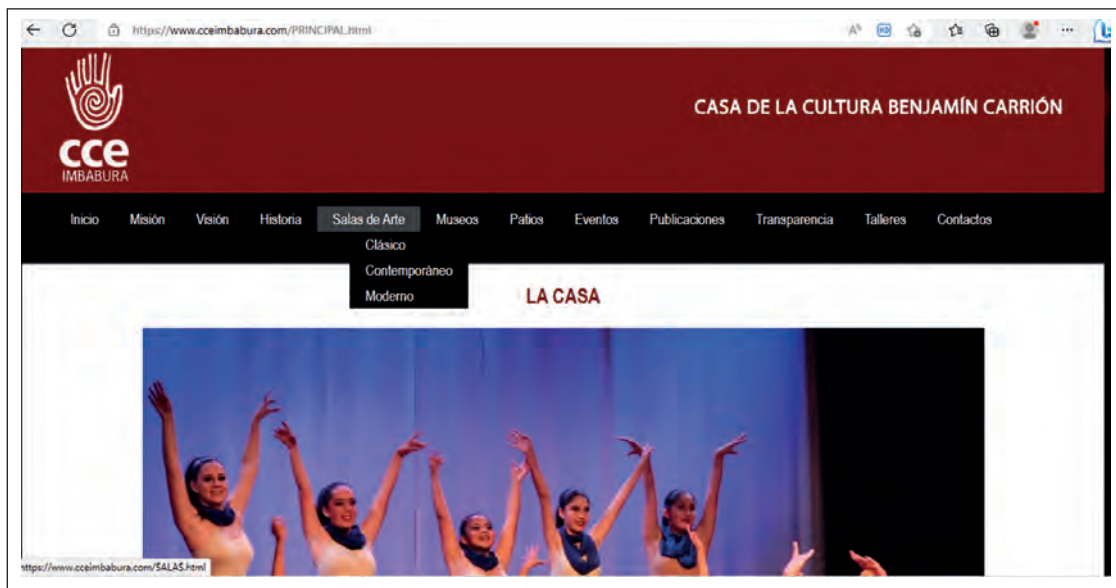 https://www.cceimbabura.com/PRINCIPAL.html
cce
IMBABURA
CASA DE LA CULTURA BENJAMÍN CARRIÓN
Inicio Misión Visión Historia Salas de Arte Museos Patios Eventos Publicaciones Transparencia Talleres Contactos
Clásico
Contemporáneo
Moderno
LA CASA
https://www.cceimbabura.com/SALAS.html